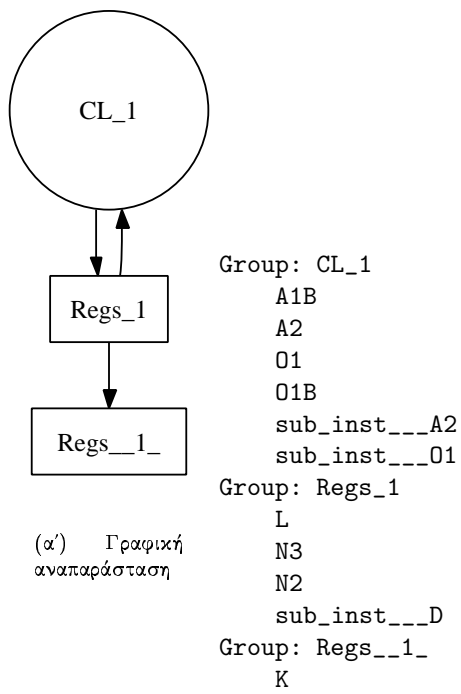 CL_1
Regs_1
Regs__1_
(α') Γραφική
αναπαράσταση
Group: CL_1
A1B
A2
O1
O1B
sub_inst___A2
sub_inst___O1
Group: Regs_1
L
N3
N2
sub_inst___D
Group: Regs__1_
K